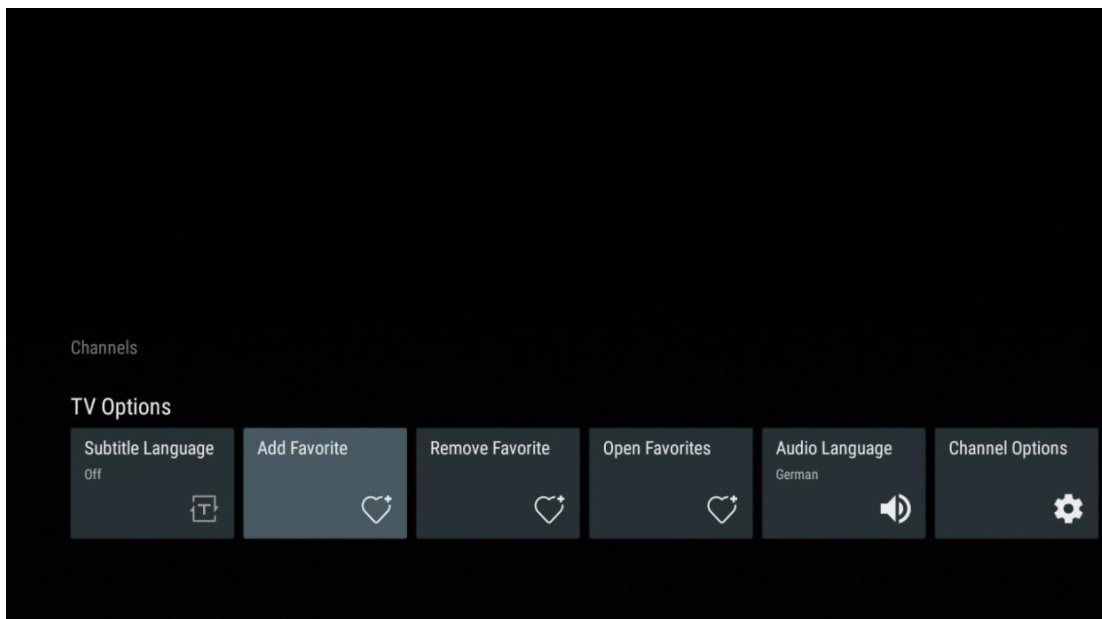 Channels
TV Options
Subtitle Language
Off
Add Favorite
Remove Favorite
Open Favorites
Audio Language
German
Channel Options